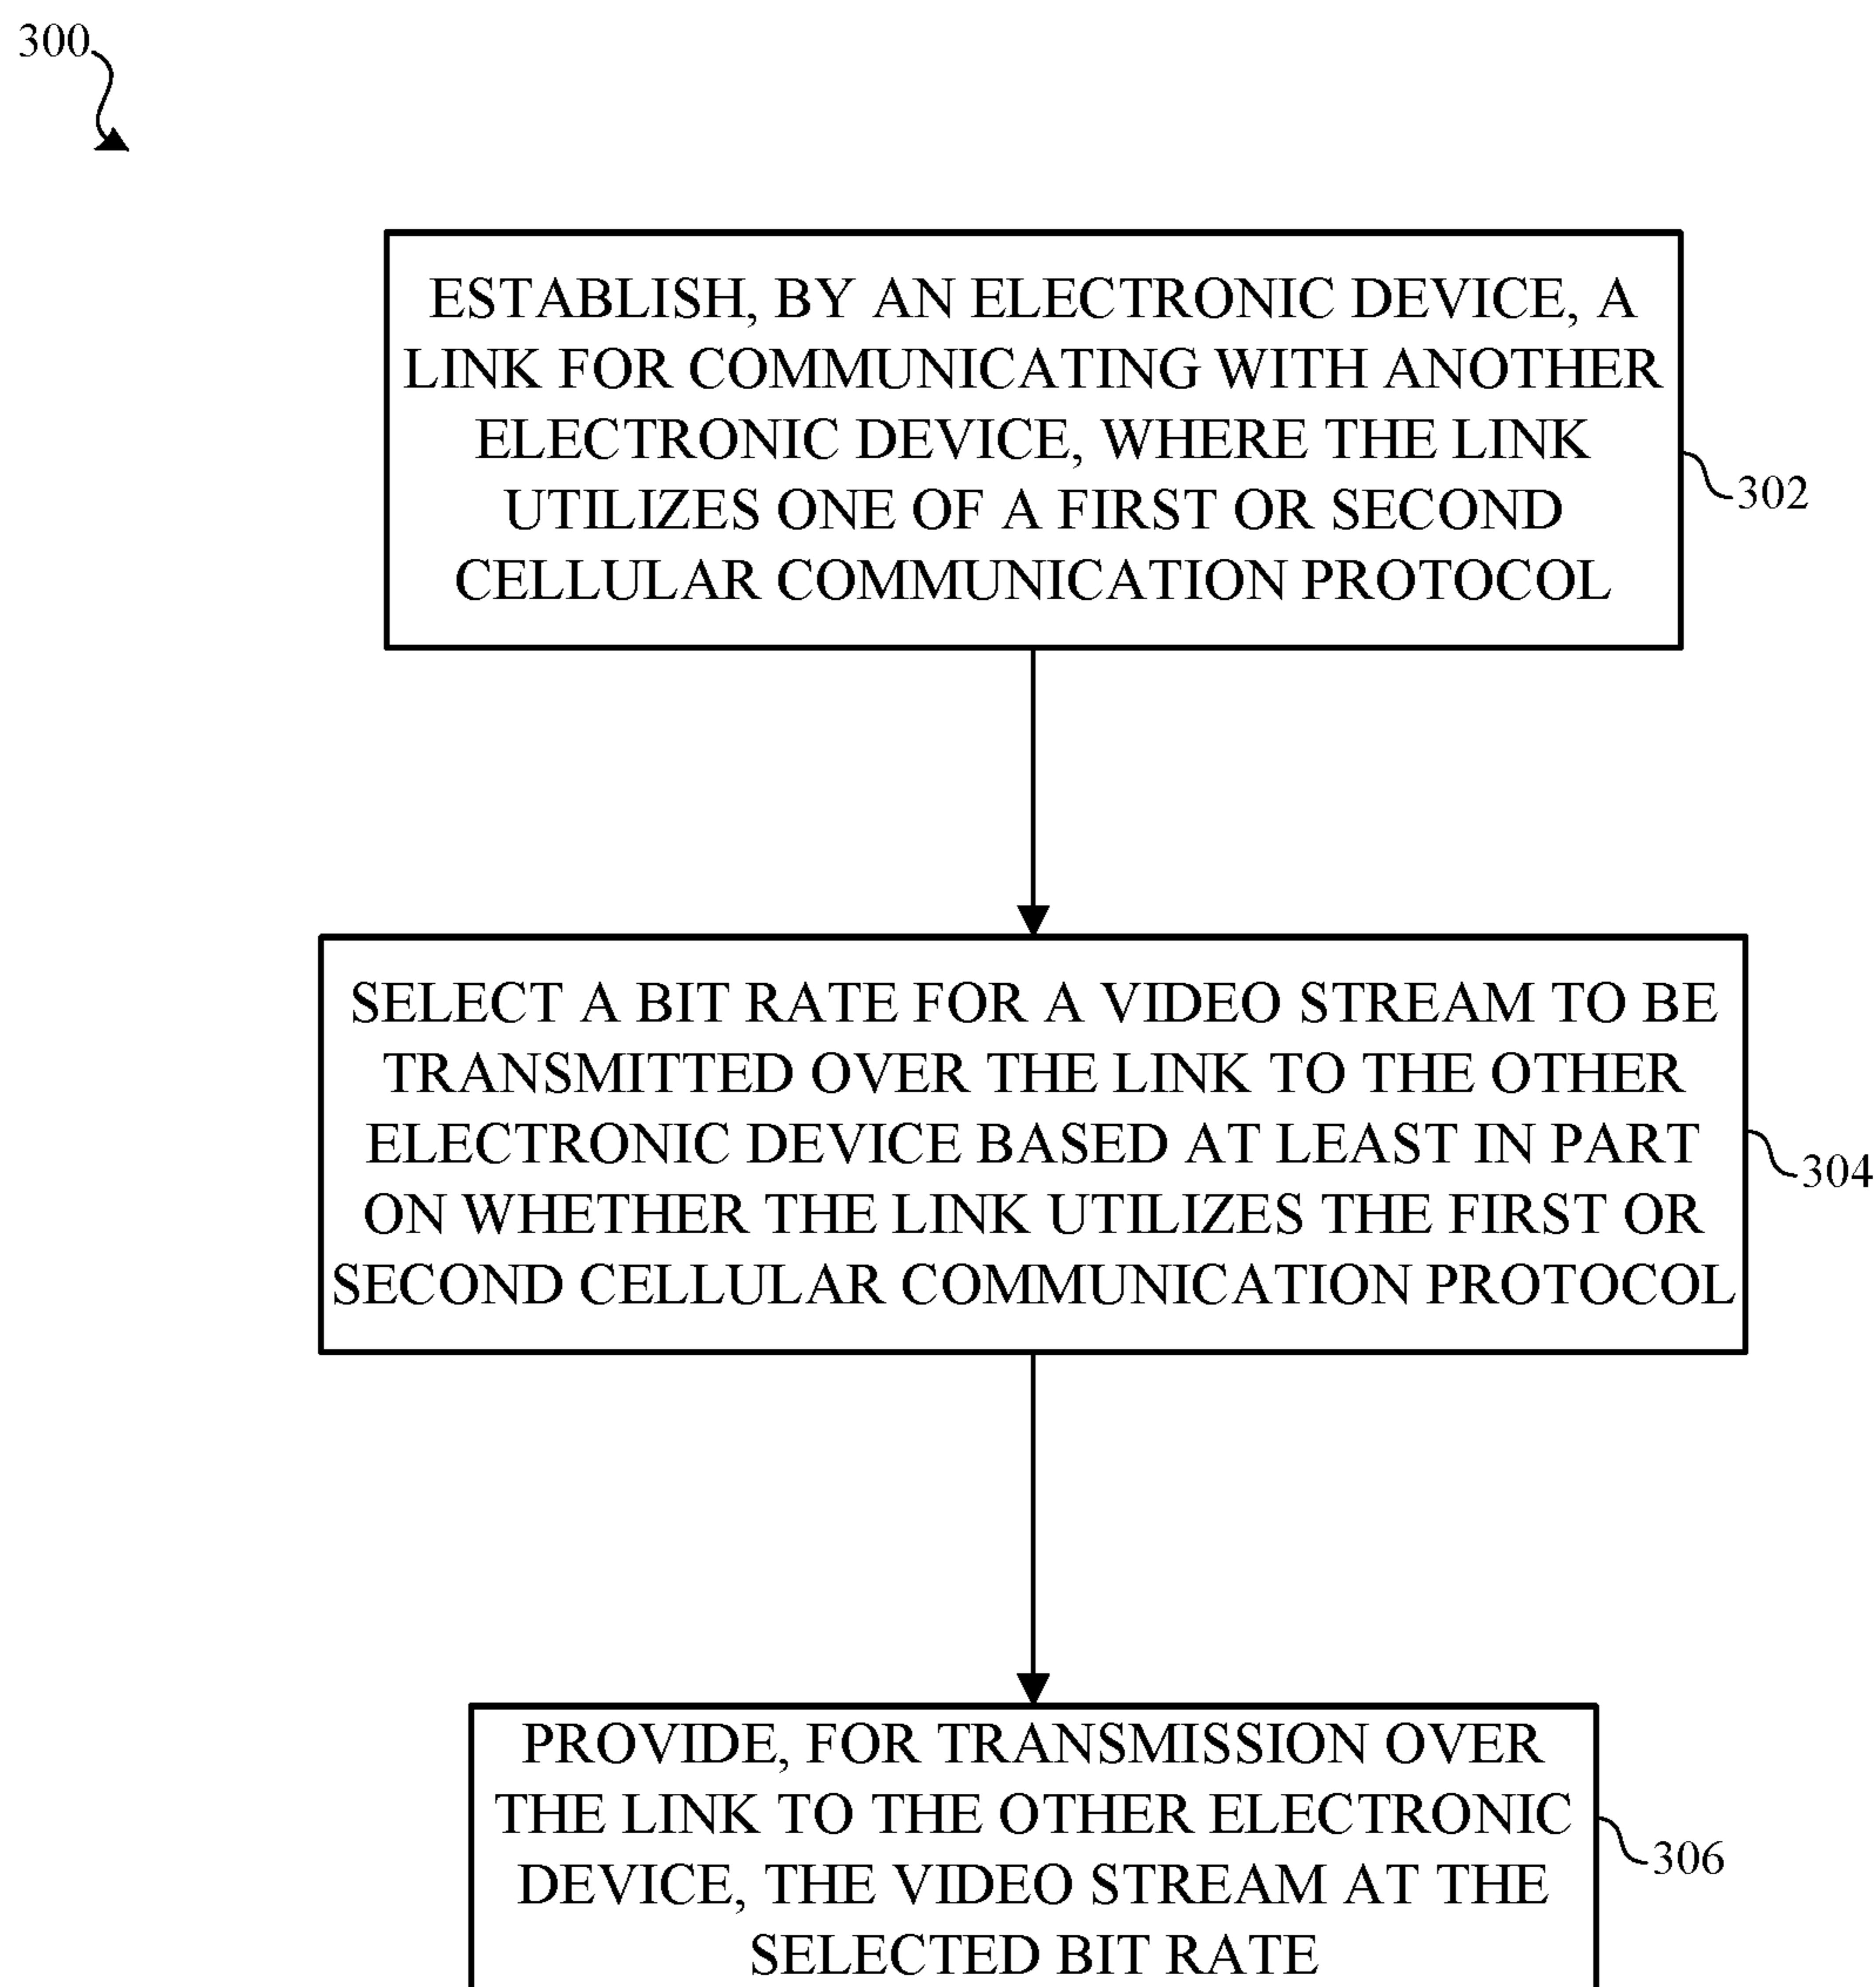 300
ESTABLISH, BY AN ELECTRONIC DEVICE, A
LINK FOR COMMUNICATING WITH ANOTHER
ELECTRONIC DEVICE, WHERE THE LINK
UTILIZES ONE OF A FIRST OR SECOND
CELLULAR COMMUNICATION PROTOCOL
302
SELECT A BIT RATE FOR A VIDEO STREAM TO BE
TRANSMITTED OVER THE LINK TO THE OTHER
ELECTRONIC DEVICE BASED AT LEAST IN PART
ON WHETHER THE LINK UTILIZES THE FIRST OR
SECOND CELLULAR COMMUNICATION PROTOCOL
304
PROVIDE, FOR TRANSMISSION OVER
THE LINK TO THE OTHER ELECTRONIC
DEVICE, THE VIDEO STREAM AT THE
SELECTED BIT RATE
306